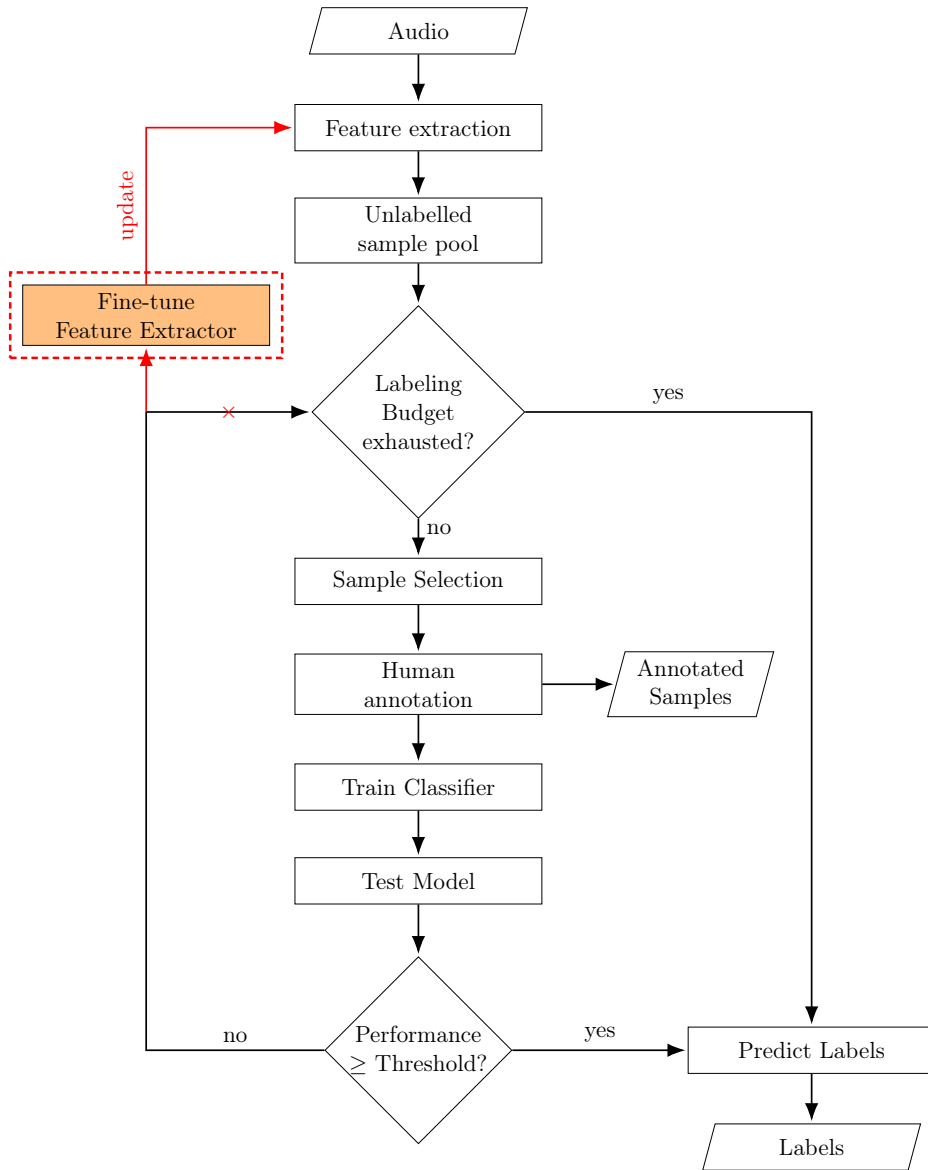 Audio
Feature extraction
update
Unlabelled
sample pool
Fine-tune
Feature Extractor
Labeling
Budget
exhausted?
yes
no
Sample Selection
Human
annotation
Annotated
Samples
Train Classifier
Test Model
Performance
≥ Threshold?
no
yes
Predict Labels
Labels